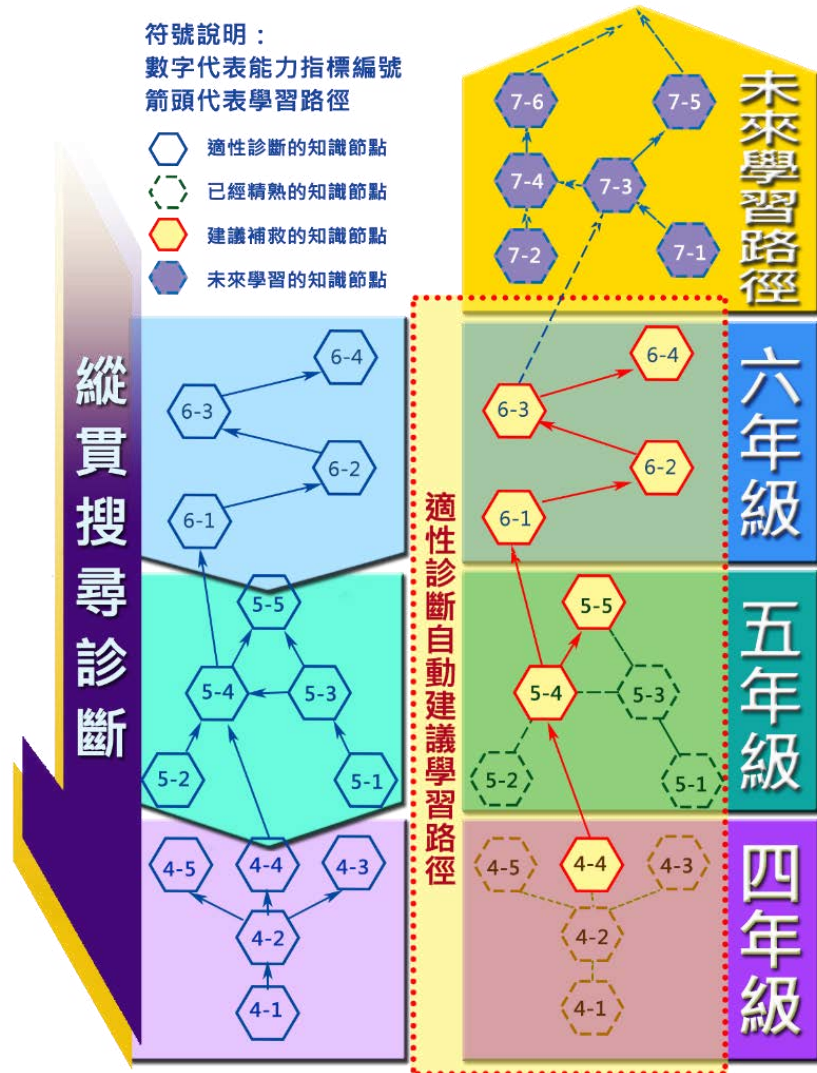 符號說明：
數字代表能力指標編號
箭頭代表學習路徑
適性診斷的知識節點
已經精熟的知識節點
建議補救的知識節點
未來學習的知識節點
縱貫搜尋診斷
6-4
6-3
6-2
6-1
5-5
5-4
5-3
5-2
5-1
4-5
4-4
4-3
4-2
4-1
適性診斷自動建議學習路徑
7-6
7-5
7-4
7-3
7-2
7-1
未來學習路徑
6-4
6-3
6-2
6-1
六年級
5-5
5-4
5-3
5-2
5-1
五年級
4-5
4-4
4-3
4-2
4-1
四年級